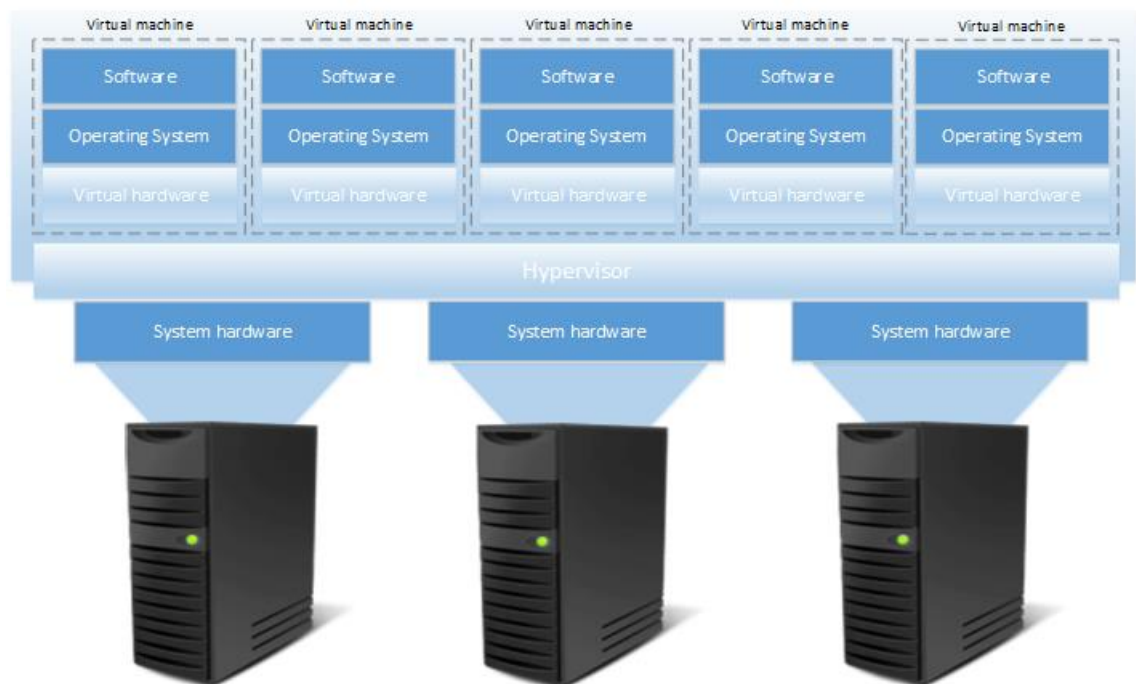 Virtual machine
Virtual machine
Virtual machine
Virtual machine
Virtual machine
Software
Software
Software
Software
Software
Operating System
Operating System
Operating System
Operating System
Operating System
Virtual hardware
Virtual hardware
Virtual hardware
Virtual hardware
Virtual hardware
Hypervisor
System hardware
System hardware
System hardware